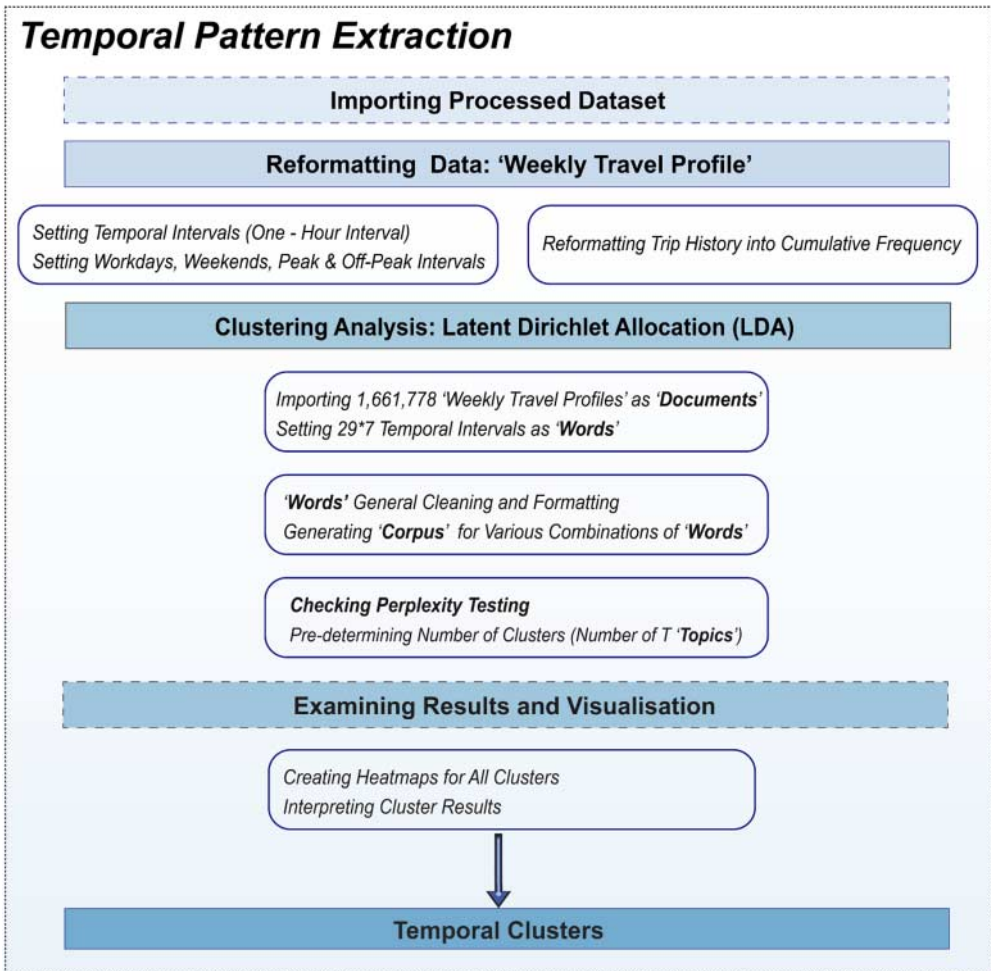 Temporal Pattern Extraction
Importing Processed Dataset
Reformatting Data: ‘Weekly Travel Profile’
Setting Temporal Intervals (One - Hour Interval)
Setting Workdays, Weekends, Peak & Off-Peak Intervals
Reformatting Trip History into Cumulative Frequency
Clustering Analysis: Latent Dirichlet Allocation (LDA)
Importing 1,661,778 ‘Weekly Travel Profiles’ as ‘Documents’
Setting 29*7 Temporal Intervals as ‘Words’
‘Words’ General Cleaning and Formatting
Generating ‘Corpus’ for Various Combinations of ‘Words’
Checking Perplexity Testing
Pre-determining Number of Clusters (Number of T ‘Topics’)
Examining Results and Visualisation
Creating Heatmaps for All Clusters
Interpreting Cluster Results
Temporal Clusters